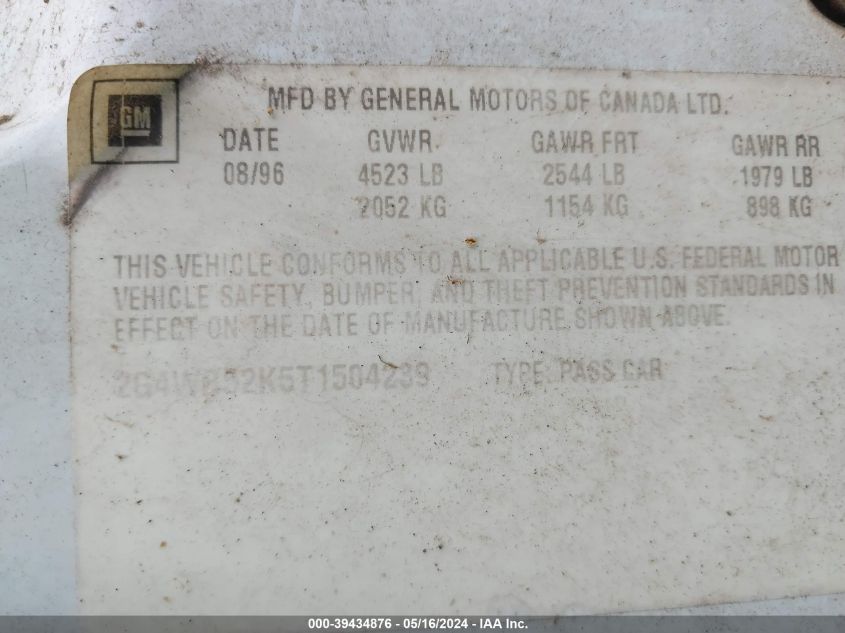 GM
MFD BY GENERAL MOTORS OF CANADA LTD.
DATE GVWR GAWR FRT GAWR RR
08/96 4523 LB 2544 LB 1979 LB
2052 KG 1154 KG 898 KG
THIS VEHICLE CONFORMS TO ALL APPLICABLE U.S. FEDERAL MOTOR
VEHICLE SAFETY, BUMPER, AND THEFT PREVENTION STANDARDS IN
EFFECT ON THE DATE OF MANUFACTURE SHOWN ABOVE.
2G4WB52K5T1504239 TYPE: PASS CAR
000-39434876 - 05/16/2024 - IAA Inc.